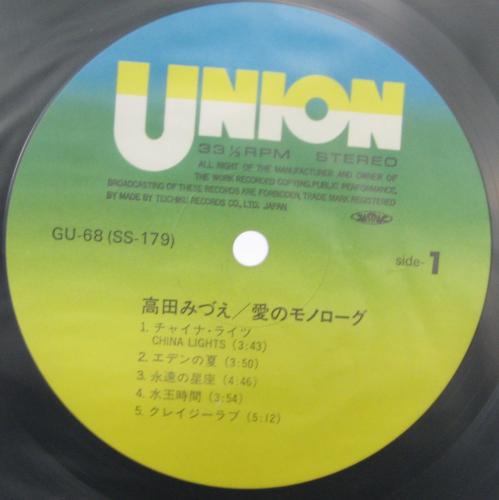 UNION
33⅓RPM STEREO
ALL RIGHT OF THE MANUFACTURER AND OWNER OF
THE WORK RECORDED COPYING, PUBLIC PERFORMANCE,
BROADCASTING OF THESE RECORDS ARE FORBIDDEN, TRADE MARK REGISTERED
BY MADE BY TEICHIKU RECORDS CO., LTD. JAPAN
GU-68 (SS-179)
side-1
高田みづえ/愛のモノローグ
1. チャイナ・ライツ
CHINA LIGHTS (3:43)
2. エデンの夏 (3:50)
3. 永遠の星座 (4:46)
4. 水玉時間 (3:54)
5. クレイジーラブ (5:12)